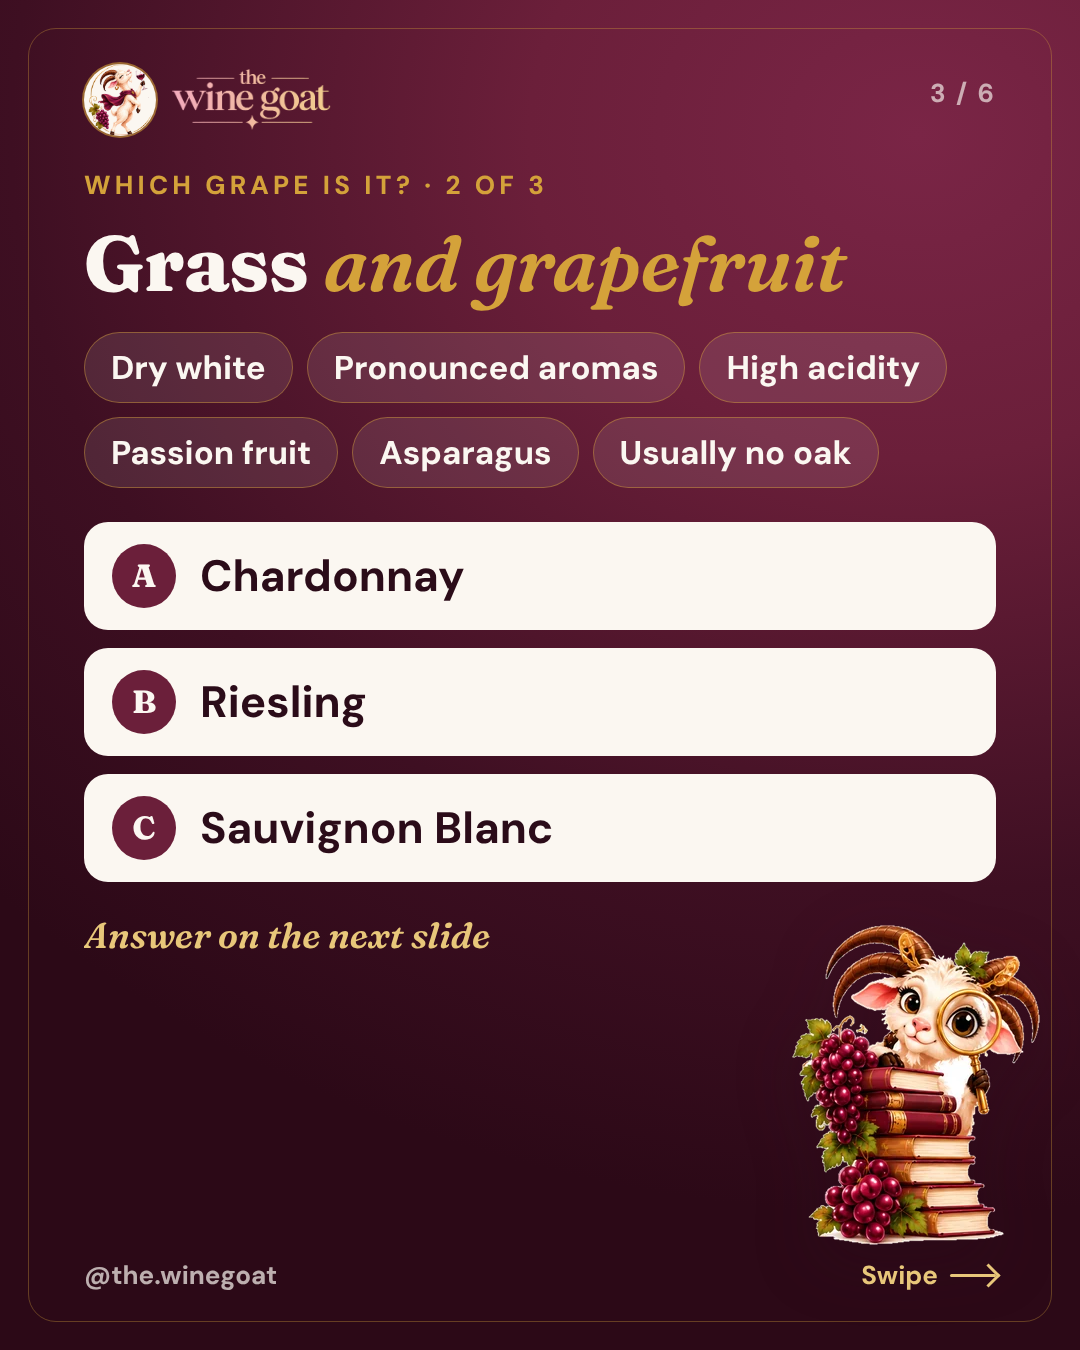 the
wine goat
3 / 6
WHICH GRAPE IS IT? · 2 OF 3
Grass and grapefruit
Dry white
Pronounced aromas
High acidity
Passion fruit
Asparagus
Usually no oak
A Chardonnay
B Riesling
C Sauvignon Blanc
Answer on the next slide
@the.winegoat
Swipe